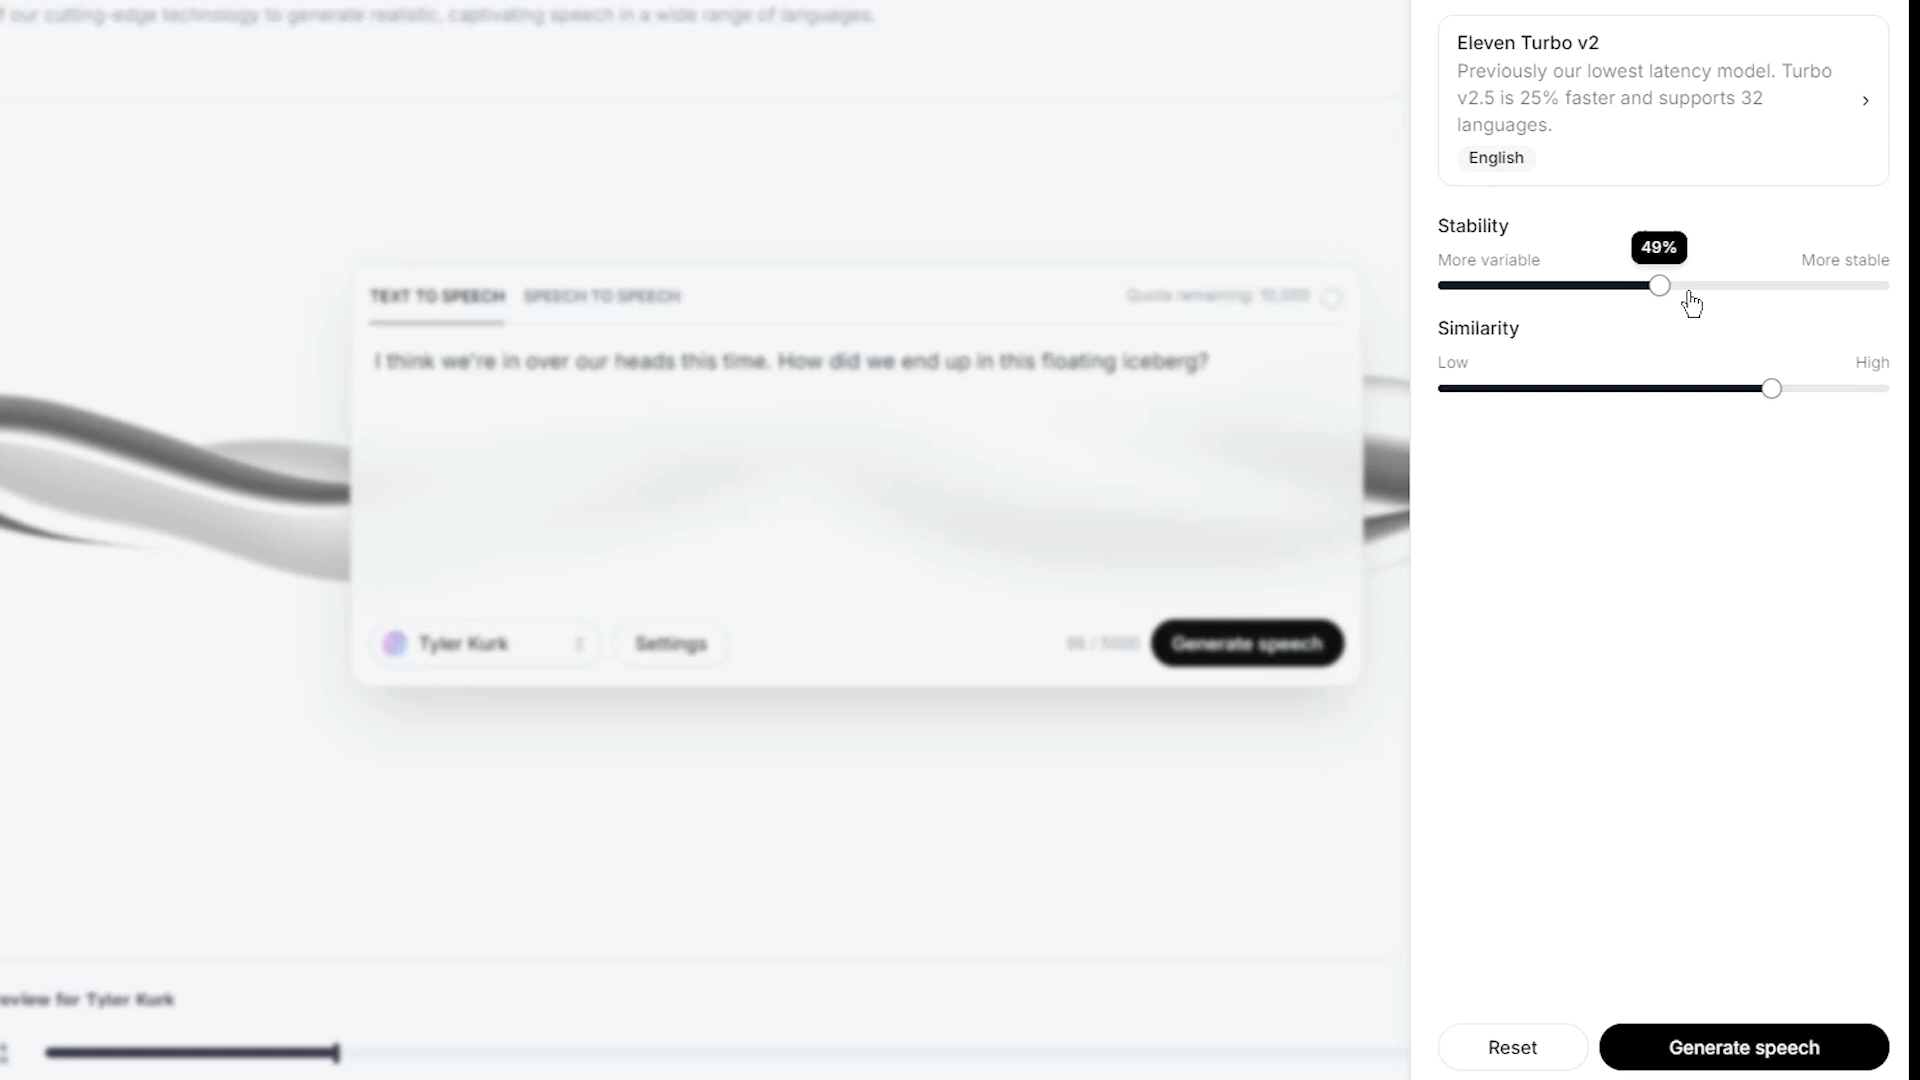 of our cutting-edge technology to generate realistic, captivating speech in a wide range of languages.
Eleven Turbo v2
Previously our lowest latency model. Turbo
v2.5 is 25% faster and supports 32
languages.
English
Stability
49%
More variable
More stable
Similarity
Low
High
TEXT TO SPEECH
SPEECH TO SPEECH
Quota remaining: 10,000
I think we're in over our heads this time. How did we end up in this floating iceberg?
Tyler Kurk
Settings
/ 5000
Generate speech
eview for Tyler Kurk
Reset
Generate speech